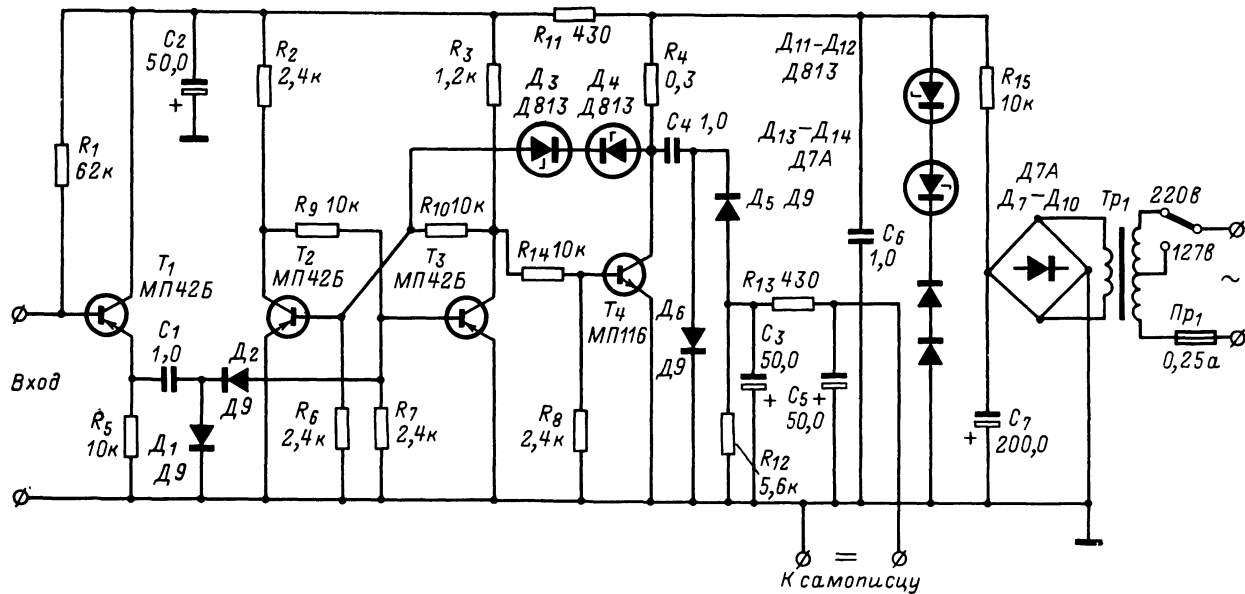 C2
50,0
+
R2
2,4к
R3
1,2к
R11 430
R4
0,3
Д11–Д12
Д813
R15
10к
Д3
Д813
Д4
Д813
C4 1,0
Д13–Д14
Д7А
R1
62к
Д7А
Д7–Д10
Тр1
220в
127в
~
Д5 Д9
R9 10к
R10 10к
C6
1,0
T1
МП42Б
T2
МП42Б
T3
МП42Б
R14 10к
R13 430
T4
МП116
Д6
Д9
Пр1
0,25а
C1
1,0
Д2
Д9
C3
50,0
+
C5 +
50,0
Вход
R5
10к
Д1
Д9
R6
2,4к
R7
2,4к
R8
2,4к
R12
5,6к
C7
+ 200,0
=
К самописцу